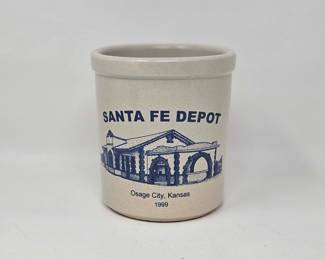 SANTA FE DEPOT
Osage City, Kansas
1999